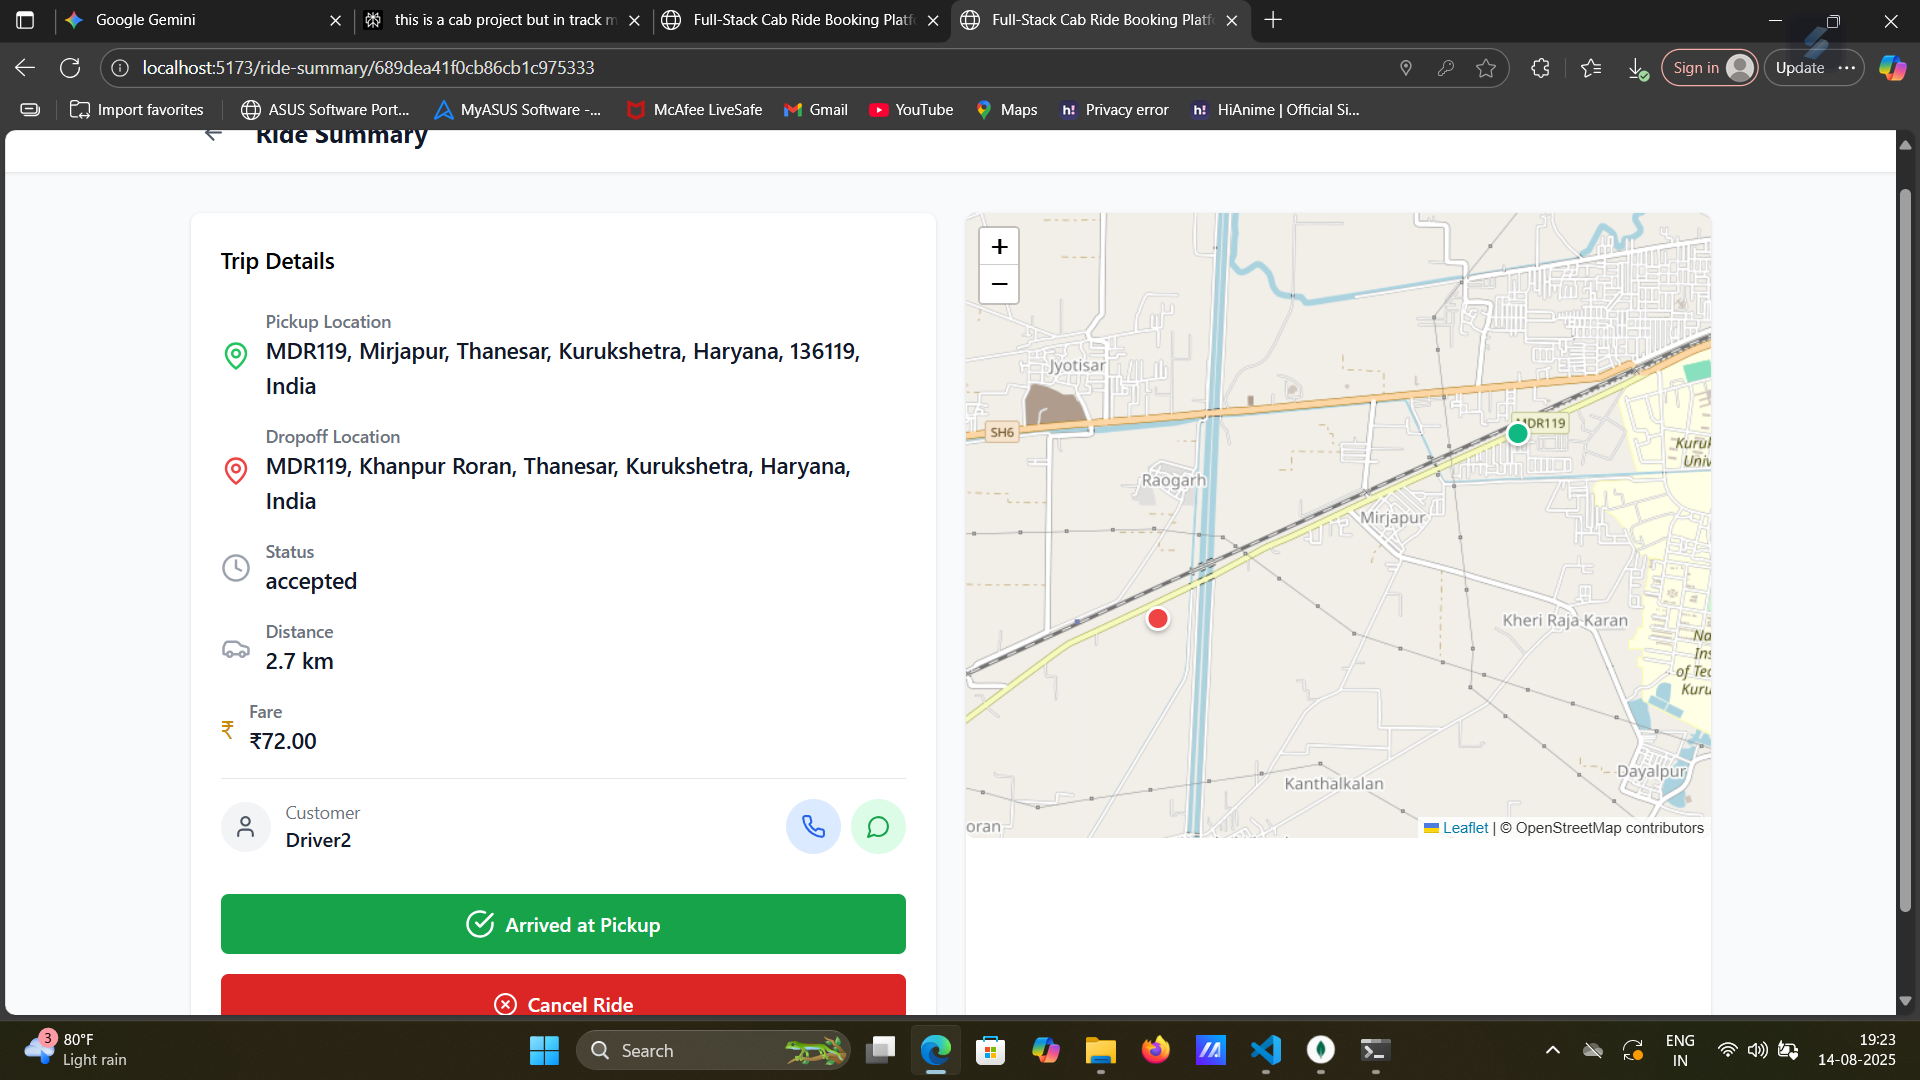 Google Gemini
this is a cab project but in track m
Full-Stack Cab Ride Booking Platf
Full-Stack Cab Ride Booking Platf
localhost:5173/ride-summary/689dea41f0cb86cb1c975333
Sign in
Update
Import favorites
ASUS Software Port...
MyASUS Software -...
McAfee LiveSafe
Gmail
YouTube
Maps
Privacy error
HiAnime | Official Si...
Ride Summary
Trip Details
Pickup Location
MDR119, Mirjapur, Thanesar, Kurukshetra, Haryana, 136119,
India
Dropoff Location
MDR119, Khanpur Roran, Thanesar, Kurukshetra, Haryana,
India
Status
accepted
Distance
2.7 km
₹
Fare
₹72.00
Customer
Driver2
Arrived at Pickup
Cancel Ride
+
−
Jyotisar
SH6
MDR119
Kuruk
Univ
Raogarh
Mirjapur
Kheri Raja Karan
Na
Ins
of Tec
Kuru
Dayalpur
Kanthalkalan
oran
Leaflet | © OpenStreetMap contributors
3
80°F
Light rain
Search
ENG
IN
19:23
14-08-2025